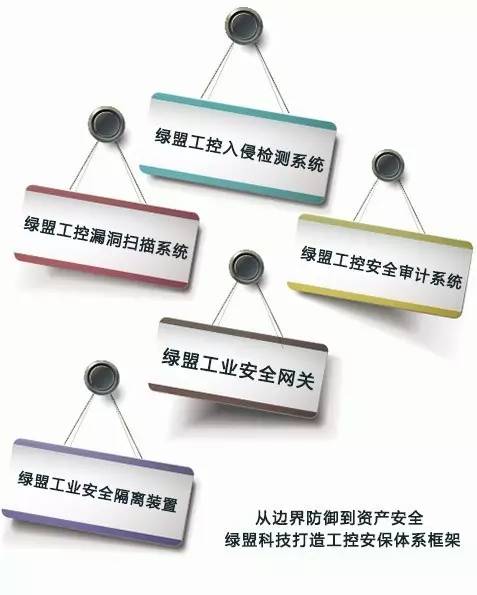 绿盟工控入侵检测系统
绿盟工控漏洞扫描系统
绿盟工控安全审计系统
绿盟工业安全网关
绿盟工业安全隔离装置
从边界防御到资产安全
绿盟科技打造工控安保体系框架